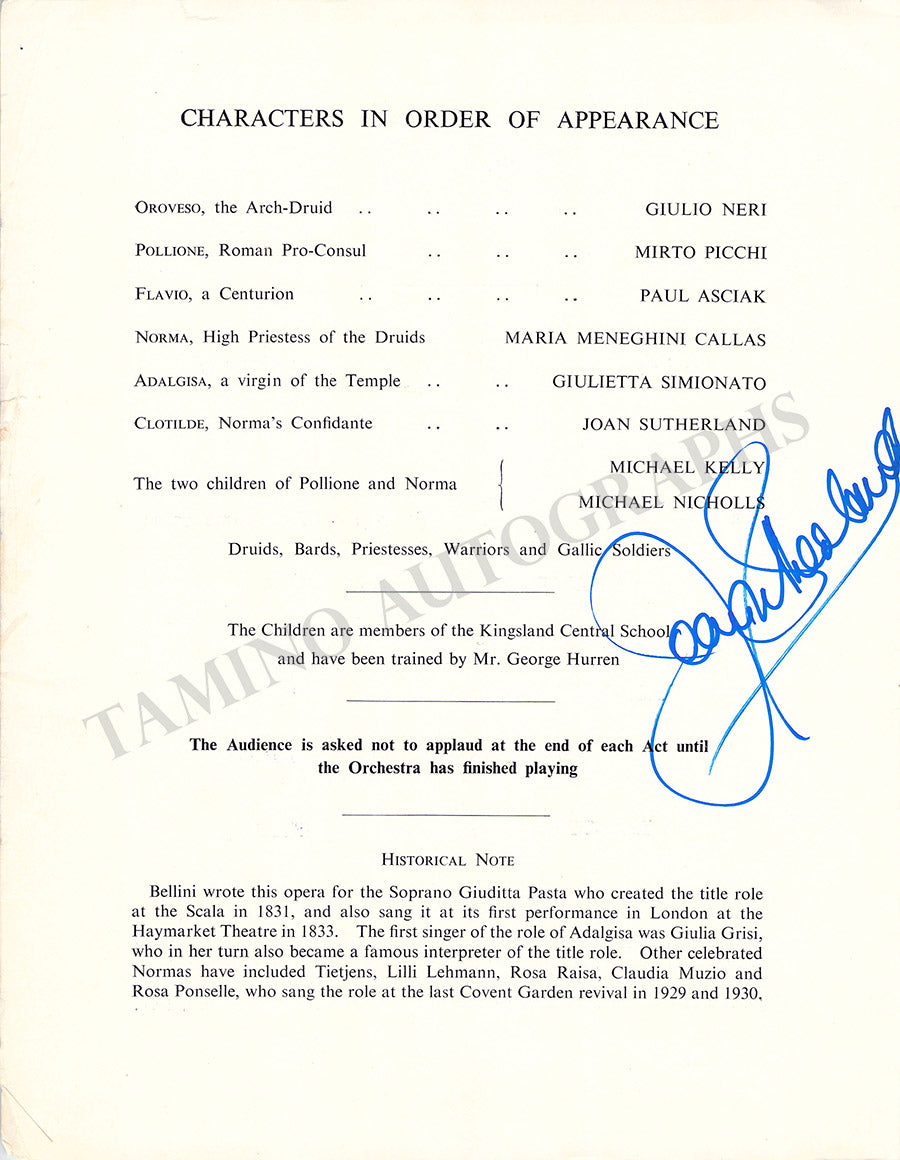 CHARACTERS IN ORDER OF APPEARANCE
OROVESO, the Arch-Druid .. .. .. .. GIULIO NERI
POLLIONE, Roman Pro-Consul .. .. .. MIRTO PICCHI
FLAVIO, a Centurion .. .. .. .. PAUL ASCIAK
NORMA, High Priestess of the Druids MARIA MENEGHINI CALLAS
ADALGISA, a virgin of the Temple .. .. GIULIETTA SIMIONATO
CLOTILDE, Norma's Confidante .. .. JOAN SUTHERLAND
The two children of Pollione and Norma { MICHAEL KELLY
MICHAEL NICHOLLS
Druids, Bards, Priestesses, Warriors and Gallic Soldiers
Joan Sutherland
The Children are members of the Kingsland Central School
and have been trained by Mr. George Hurren
The Audience is asked not to applaud at the end of each Act until
the Orchestra has finished playing
HISTORICAL NOTE
Bellini wrote this opera for the Soprano Giuditta Pasta who created the title role
at the Scala in 1831, and also sang it at its first performance in London at the
Haymarket Theatre in 1833. The first singer of the role of Adalgisa was Giulia Grisi,
who in her turn also became a famous interpreter of the title role. Other celebrated
Normas have included Tietjens, Lilli Lehmann, Rosa Raisa, Claudia Muzio and
Rosa Ponselle, who sang the role at the last Covent Garden revival in 1929 and 1930.
TAMINO AUTOGRAPHS